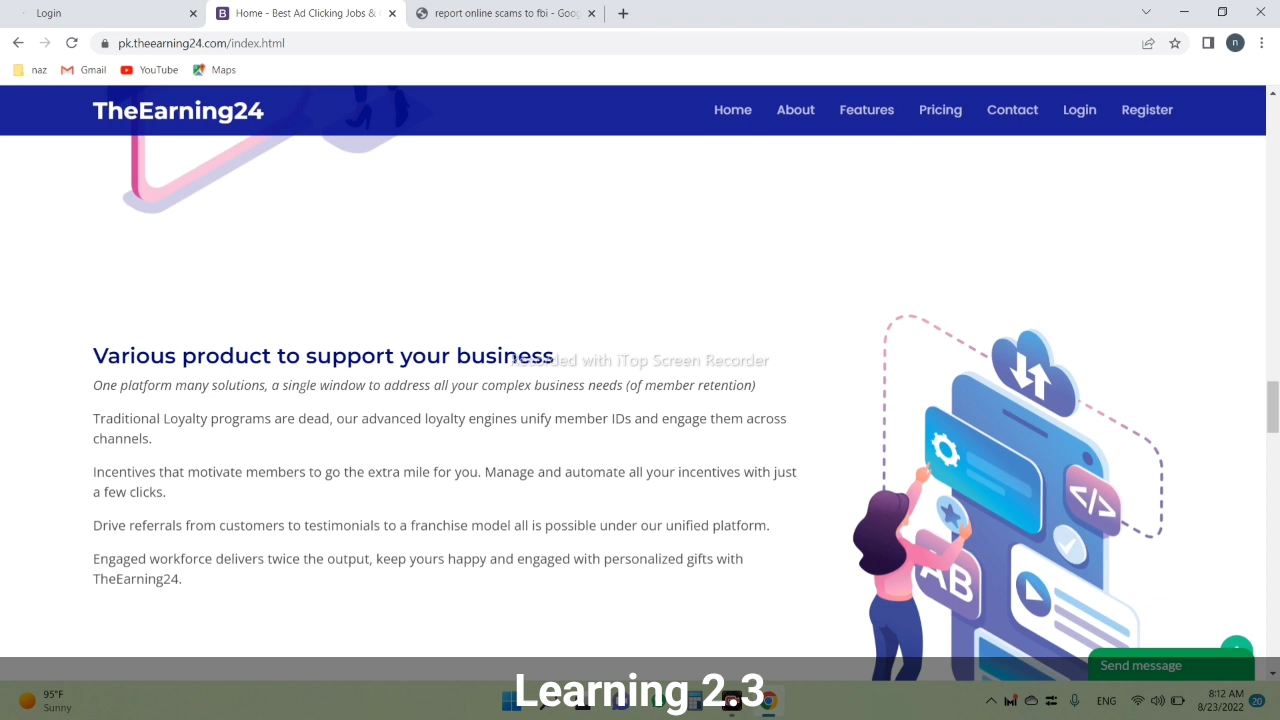 Login
Home - Best Ad Clicking Jobs &
report online scams to fbi - Goog
pk.theearning24.com/index.html
n
naz
Gmail
YouTube
Maps
TheEarning24
Home
About
Features
Pricing
Contact
Login
Register
Various product to support your business
Recorded with iTop Screen Recorder
One platform many solutions, a single window to address all your complex business needs (of member retention)
Traditional Loyalty programs are dead, our advanced loyalty engines unify member IDs and engage them across
channels.
Incentives that motivate members to go the extra mile for you. Manage and automate all your incentives with just
a few clicks.
Drive referrals from customers to testimonials to a franchise model all is possible under our unified platform.
Engaged workforce delivers twice the output, keep yours happy and engaged with personalized gifts with
TheEarning24.
</>
AB
Send message
Learning 2.3
95°F
Sunny
ENG
8:12 AM
8/23/2022
20